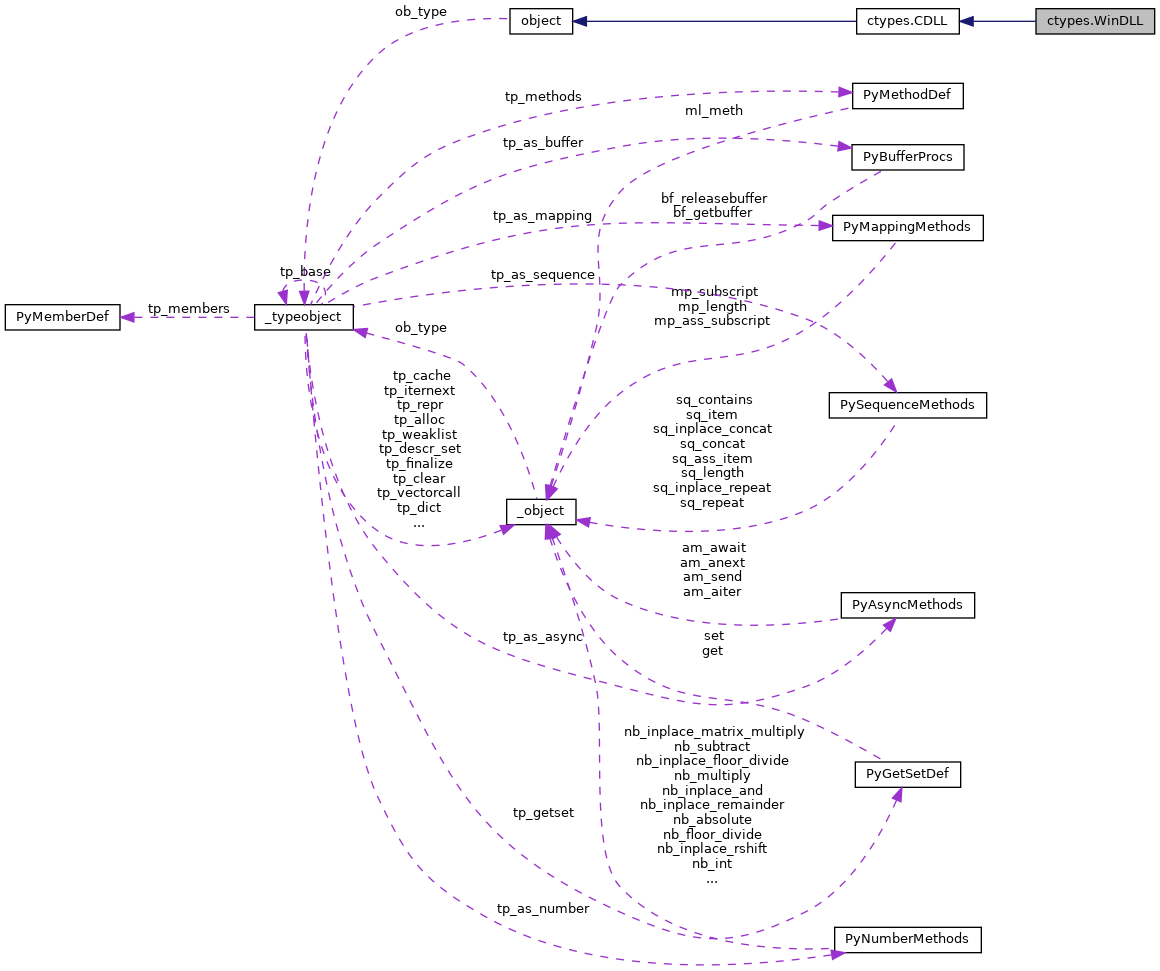 ob_type
object
ctypes.CDLL
ctypes.WinDLL
tp_methods
PyMethodDef
ml_meth
tp_as_buffer
PyBufferProcs
bf_releasebuffer
bf_getbuffer
tp_as_mapping
PyMappingMethods
tp_base
tp_as_sequence
mp_subscript
mp_length
mp_ass_subscript
PyMemberDef
tp_members
_typeobject
ob_type
tp_cache
tp_iternext
tp_repr
tp_alloc
tp_weaklist
tp_descr_set
tp_finalize
tp_clear
tp_vectorcall
tp_dict
...
sq_contains
sq_item
sq_inplace_concat
sq_concat
sq_ass_item
sq_length
sq_inplace_repeat
sq_repeat
PySequenceMethods
_object
am_await
am_anext
am_send
am_aiter
PyAsyncMethods
tp_as_async
set
get
nb_inplace_matrix_multiply
nb_subtract
nb_inplace_floor_divide
nb_multiply
nb_inplace_and
nb_inplace_remainder
nb_absolute
nb_floor_divide
nb_inplace_rshift
nb_int
...
PyGetSetDef
tp_getset
tp_as_number
PyNumberMethods